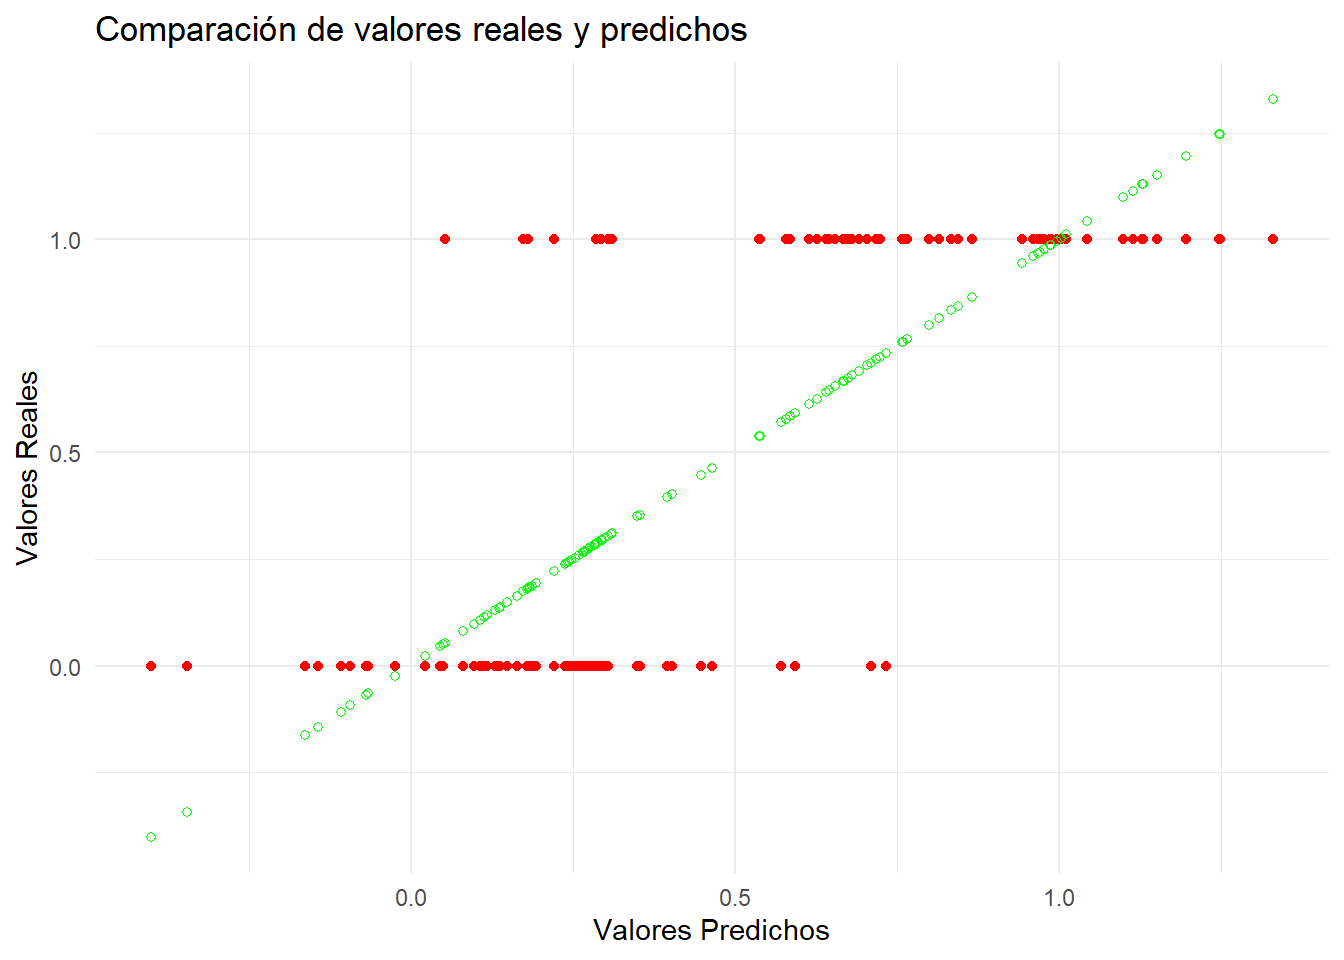 Comparación de valores reales y predichos
Valores Reales
1.0
0.5
0.0
0.0 0.5 1.0
Valores Predichos